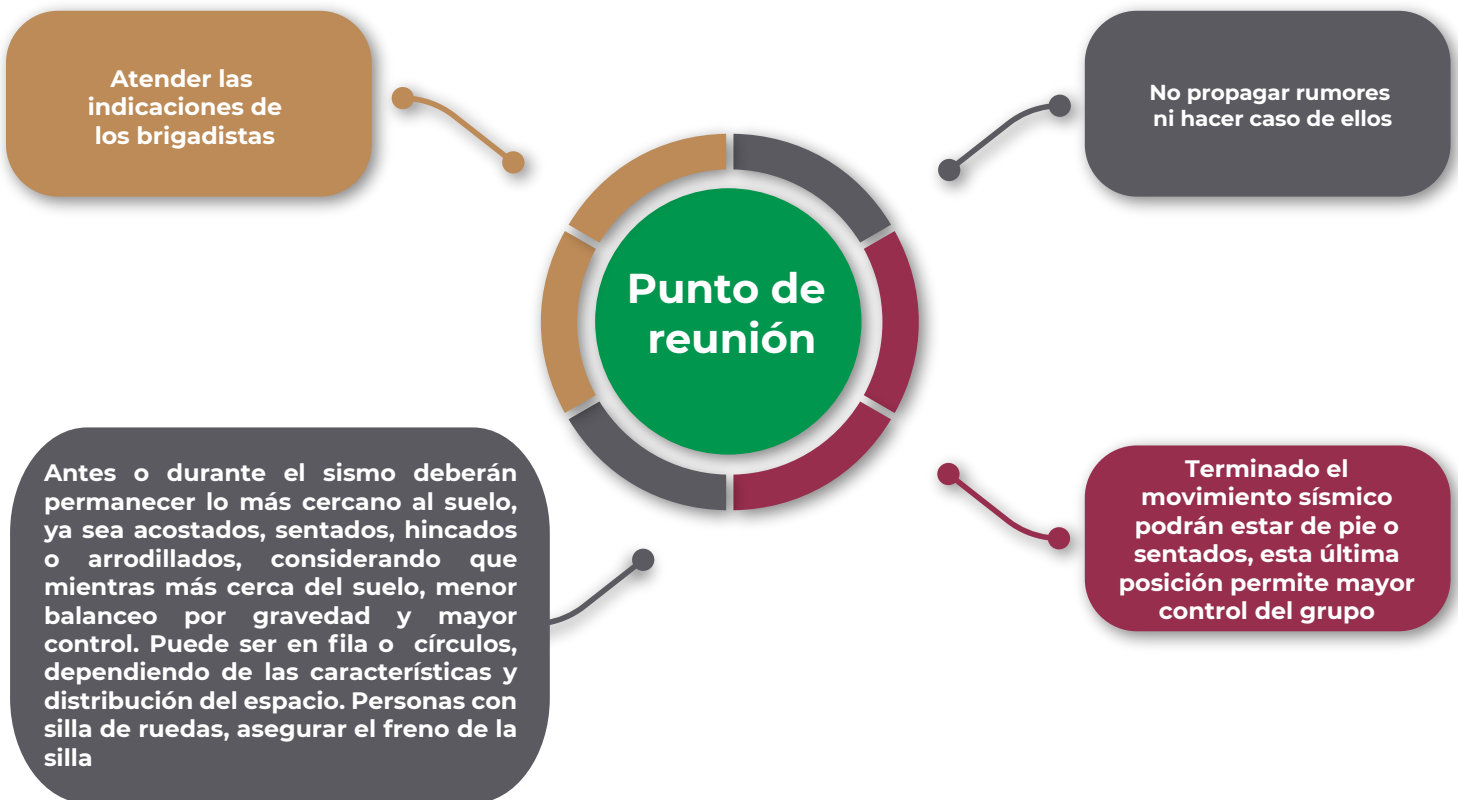 Atender las
indicaciones de
los brigadistas
No propagar rumores
ni hacer caso de ellos
Punto de
reunión
Antes o durante el sismo deberán
permanecer lo más cercano al suelo,
ya sea acostados, sentados, hincados
o arrodillados, considerando que
mientras más cerca del suelo, menor
balanceo por gravedad y mayor
control. Puede ser en fila o círculos,
dependiendo de las características y
distribución del espacio. Personas con
silla de ruedas, asegurar el freno de la
silla
Terminado el
movimiento sísmico
podrán estar de pie o
sentados, esta última
posición permite mayor
control del grupo